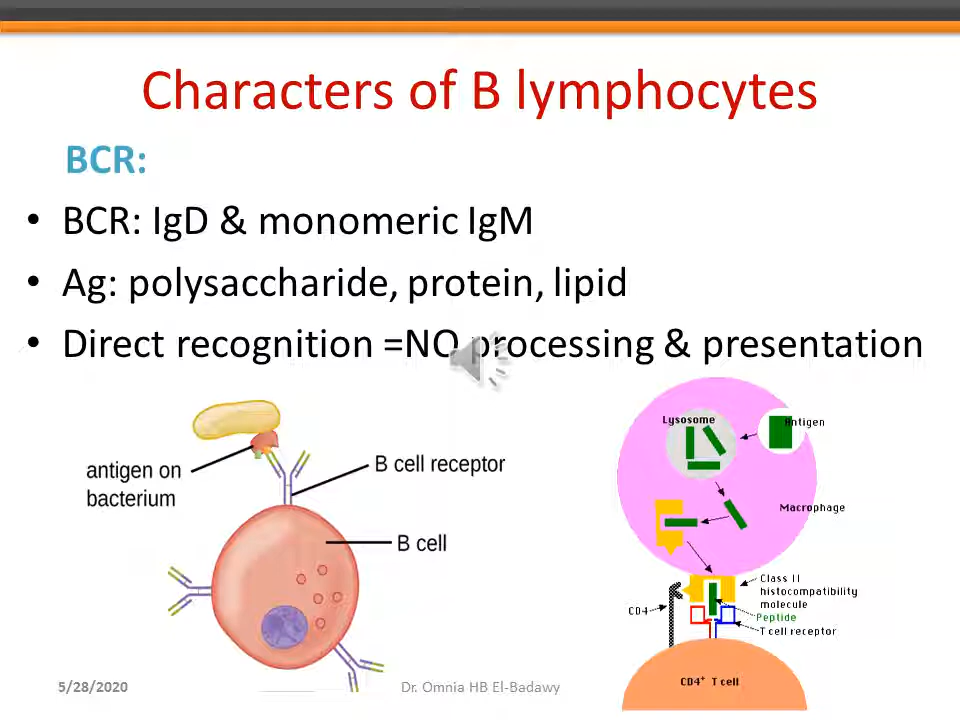 Characters of B lymphocytes
BCR:
• BCR: IgD & monomeric IgM
• Ag: polysaccharide, protein, lipid
• Direct recognition =NO processing & presentation
antigen on
bacterium
B cell receptor
B cell
Lysosome
Antigen
Macrophage
Class II
histocompatibility
molecule
CD4
Peptide
T cell receptor
CD4⁺ T cell
5/28/2020
Dr. Omnia HB El-Badawy